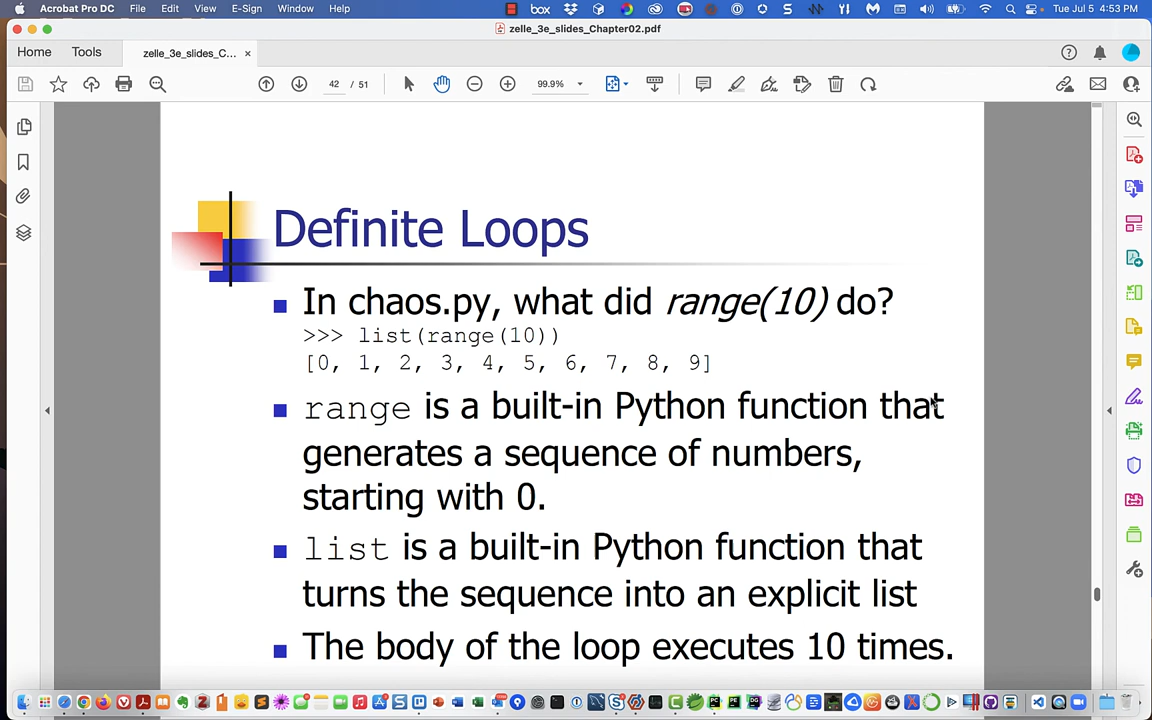 Acrobat Pro DC File Edit View E-Sign Window Help box Tue Jul 5 4:53 PM
zelle_3e_slides_Chapter02.pdf
Home Tools zelle_3e_slides_C... ×
42 / 51 99.9%
Definite Loops
In chaos.py, what did range(10) do?
>>> list(range(10))
[0, 1, 2, 3, 4, 5, 6, 7, 8, 9]
range is a built-in Python function that
generates a sequence of numbers,
starting with 0.
list is a built-in Python function that
turns the sequence into an explicit list
The body of the loop executes 10 times.